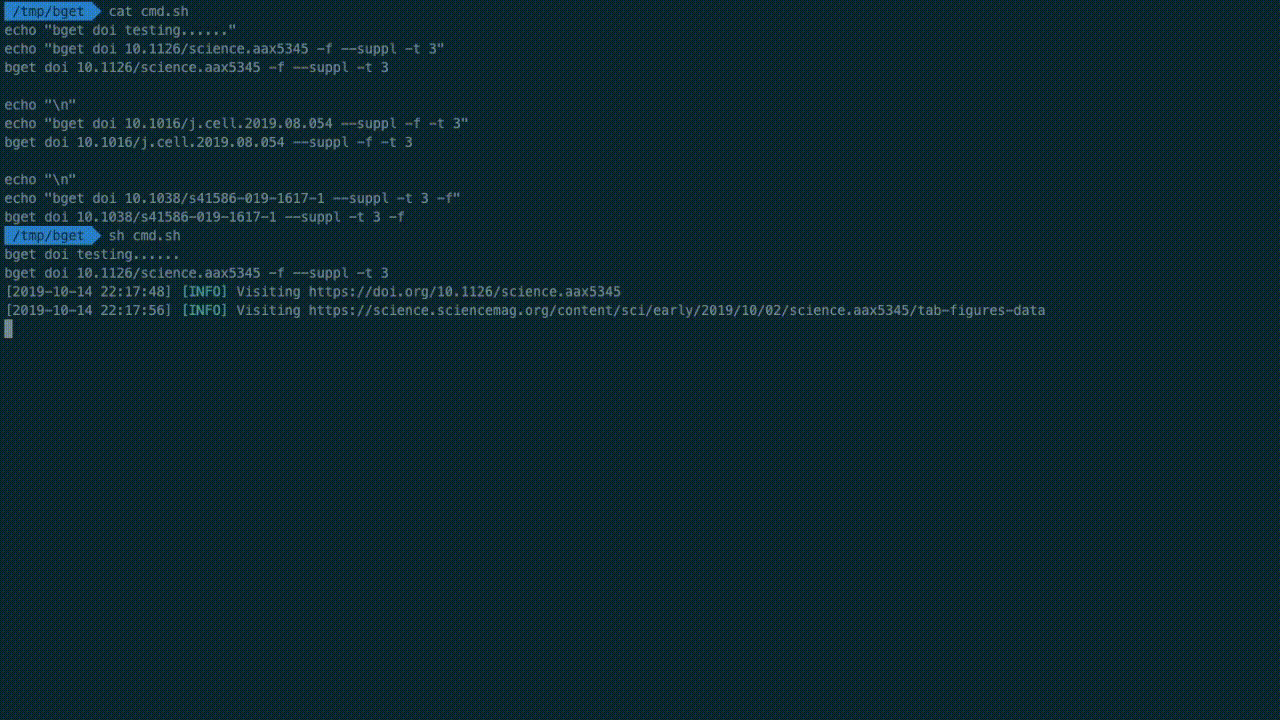 /tmp/bget cat cmd.sh
echo "bget doi testing......"
echo "bget doi 10.1126/science.aax5345 -f --suppl -t 3"
bget doi 10.1126/science.aax5345 -f --suppl -t 3
echo "\n"
echo "bget doi 10.1016/j.cell.2019.08.054 --suppl -f -t 3"
bget doi 10.1016/j.cell.2019.08.054 --suppl -f -t 3
echo "\n"
echo "bget doi 10.1038/s41586-019-1617-1 --suppl -t 3 -f"
bget doi 10.1038/s41586-019-1617-1 --suppl -t 3 -f
/tmp/bget sh cmd.sh
bget doi testing......
bget doi 10.1126/science.aax5345 -f --suppl -t 3
[2019-10-14 22:17:48] [INFO] Visiting https://doi.org/10.1126/science.aax5345
[2019-10-14 22:17:56] [INFO] Visiting https://science.sciencemag.org/content/sci/early/2019/10/02/science.aax5345/tab-figures-data